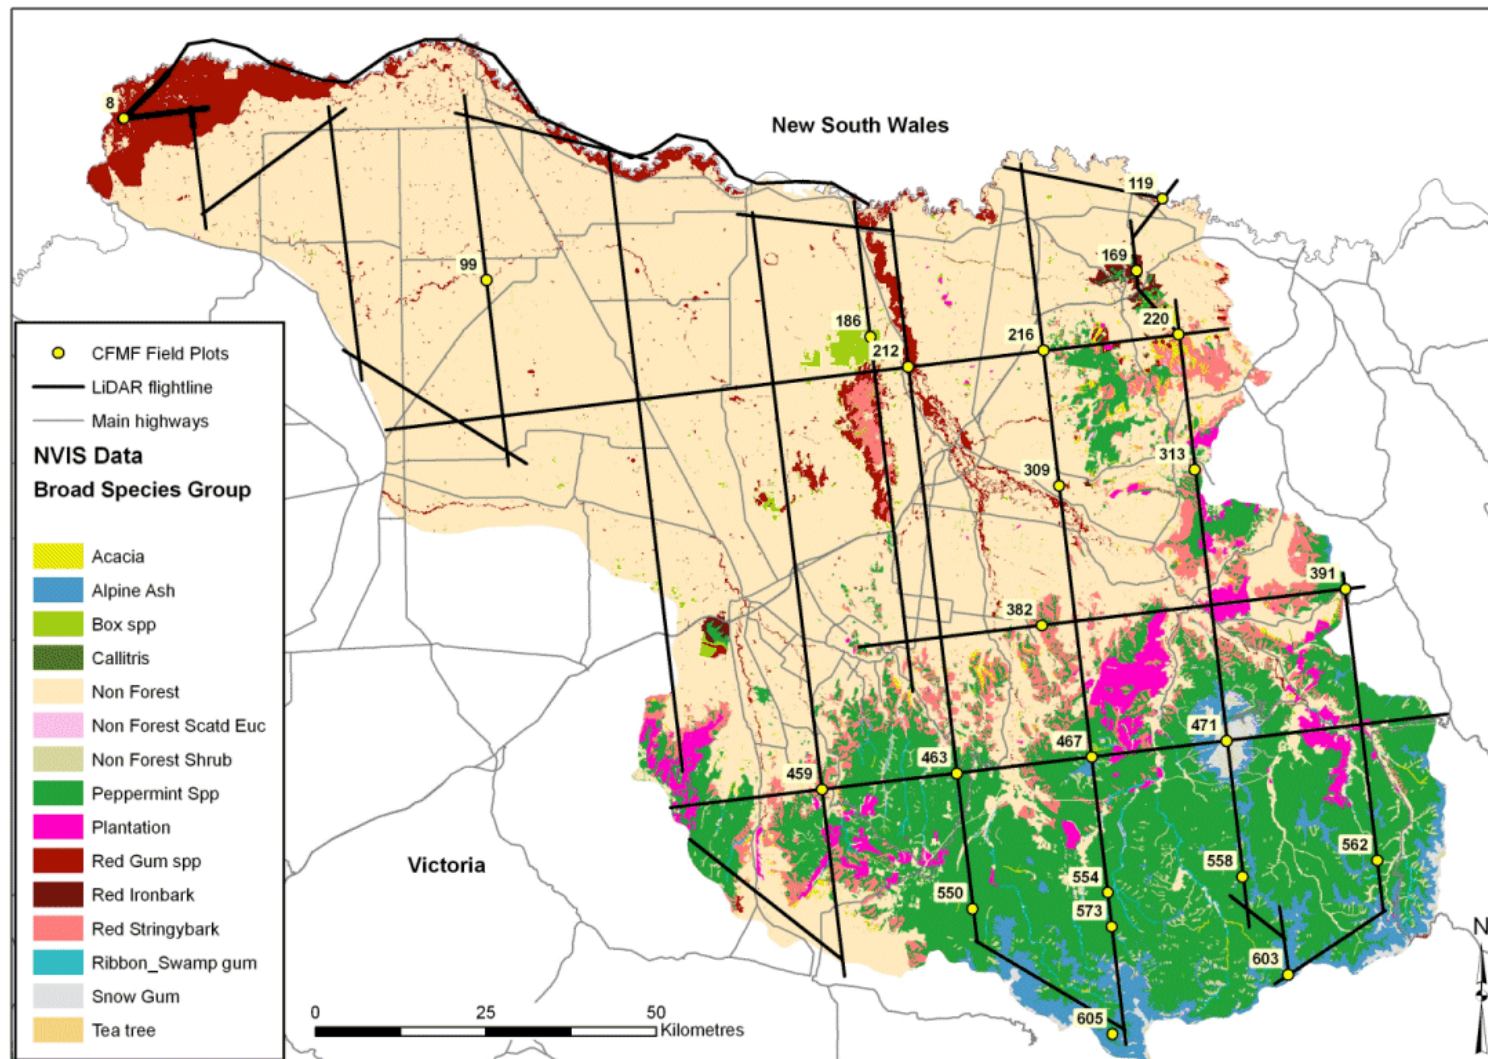 New South Wales
8
119
169
99
186
212
216
220
313
309
391
382
471
467
463
459
562
558
554
550
573
603
605
CFMF Field Plots
LiDAR flightline
Main highways
NVIS Data
Broad Species Group
Acacia
Alpine Ash
Box spp
Callitris
Non Forest
Non Forest Scatd Euc
Non Forest Shrub
Peppermint Spp
Plantation
Red Gum spp
Red Ironbark
Red Stringybark
Ribbon_Swamp gum
Snow Gum
Tea tree
Victoria
0 25 50
Kilometres
N